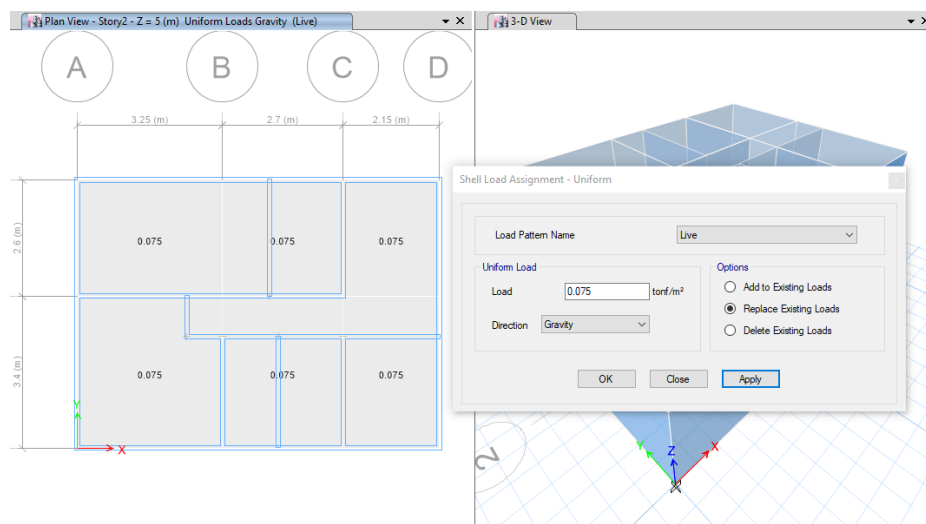 Plan View - Story2 - Z = 5 (m) Uniform Loads Gravity (Live)
3-D View
A
B
C
D
3.25 (m)
2.7 (m)
2.15 (m)
2.6 (m)
3.4 (m)
0.075
0.075
0.075
0.075
0.075
0.075
Y
X
Shell Load Assignment - Uniform
Load Pattern Name
Live
Uniform Load
Load
0.075
tonf/m²
Direction
Gravity
Options
Add to Existing Loads
Replace Existing Loads
Delete Existing Loads
OK
Close
Apply
2
Y
Z
X